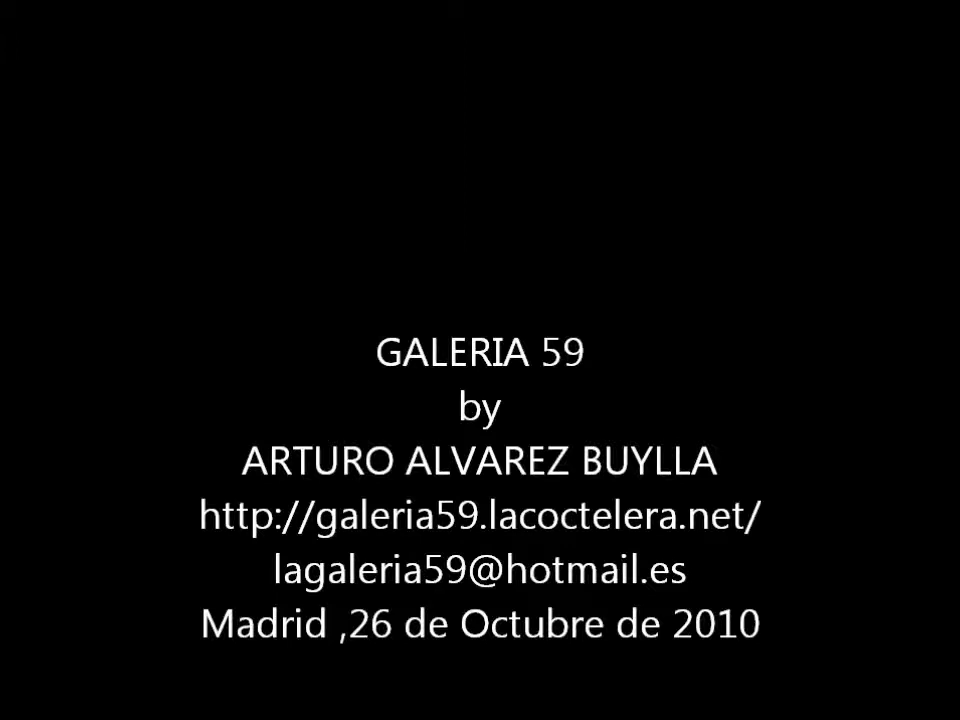 GALERIA 59
by
ARTURO ALVAREZ BUYLLA
http://galeria59.lacoctelera.net/
lagaleria59@hotmail.es
Madrid ,26 de Octubre de 2010